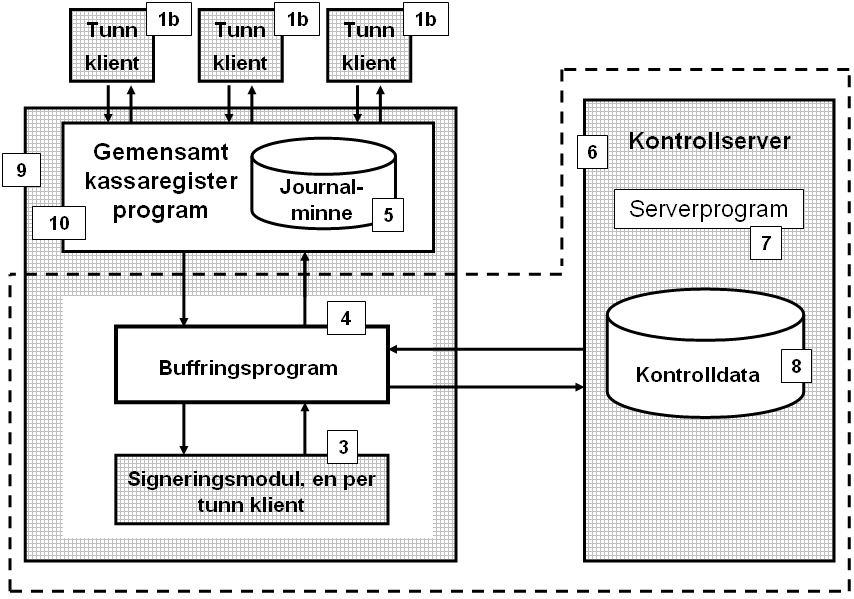 1b
1b
1b
Tunn
klient
Tunn
klient
Tunn
klient
9
Gemensamt
kassaregister
program
10
Journal-
minne
5
6
Kontrollserver
Serverprogram
7
4
Buffringsprogram
8
Kontrolldata
3
Signeringsmodul, en per
tunn klient